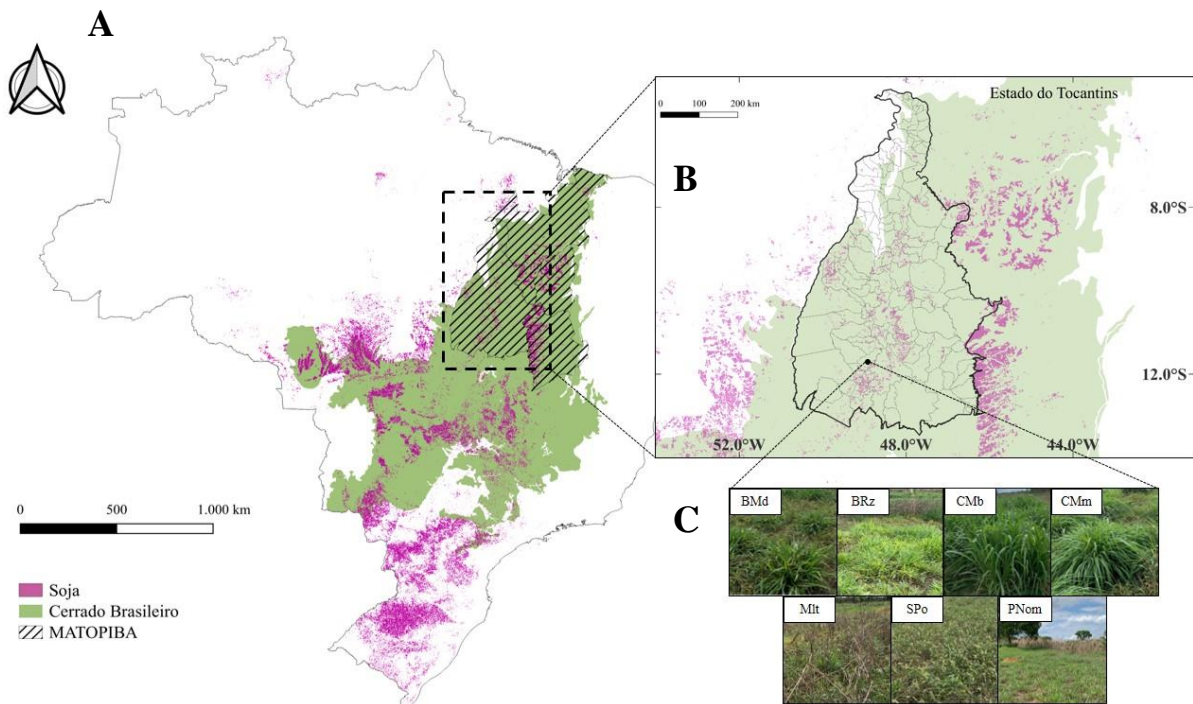 A
Estado do Tocantins
0 100 200 km
B
8.0°S
12.0°S
52.0°W 48.0°W 44.0°W
0 500 1.000 km
Soja
Cerrado Brasileiro
MATOPIBA
C
BMd BRz CMb CMm
MIt SPo PNom